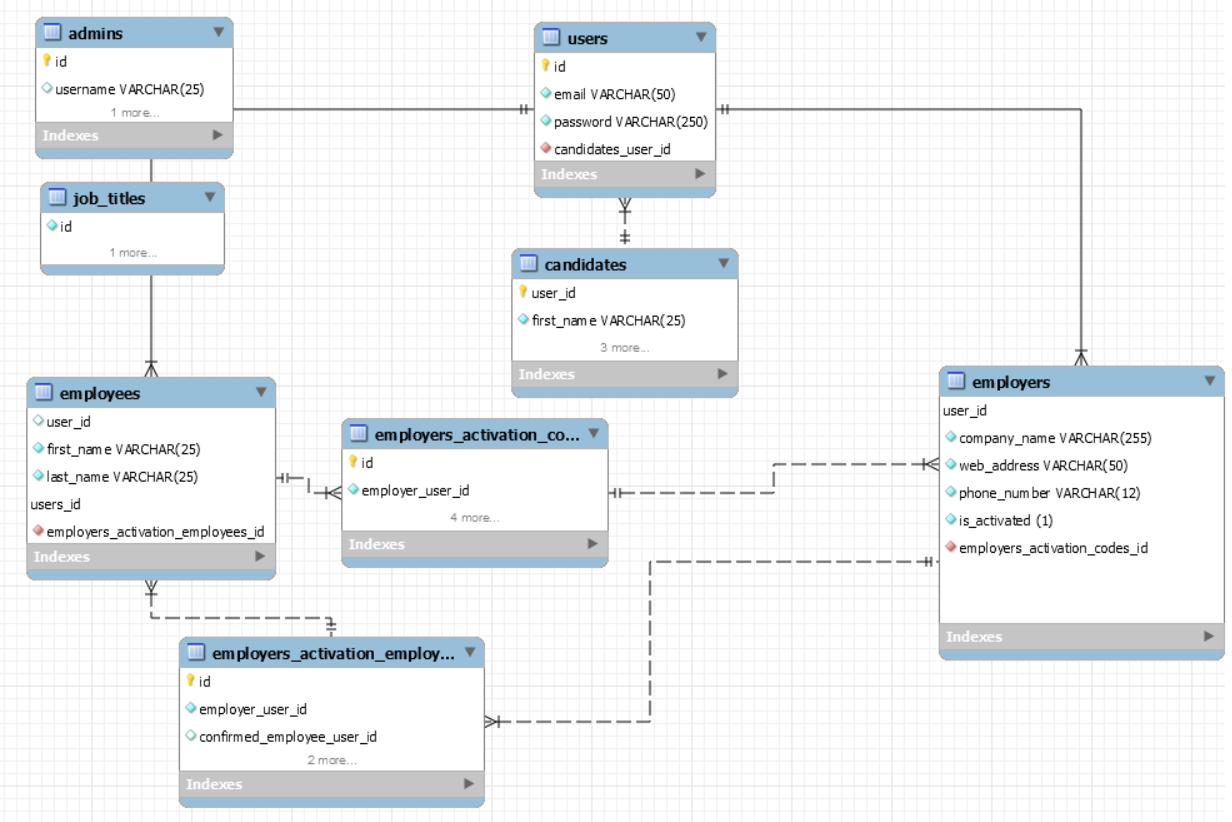 admins
id
username VARCHAR(25)
1 more...
Indexes
users
id
email VARCHAR(50)
password VARCHAR(250)
candidates_user_id
Indexes
job_titles
id
1 more...
candidates
user_id
first_name VARCHAR(25)
3 more...
Indexes
employees
user_id
first_name VARCHAR(25)
last_name VARCHAR(25)
users_id
employers_activation_employees_id
Indexes
employers_activation_co...
id
employer_user_id
4 more...
Indexes
employers
user_id
company_name VARCHAR(255)
web_address VARCHAR(50)
phone_number VARCHAR(12)
is_activated (1)
employers_activation_codes_id
Indexes
employers_activation_employ...
id
employer_user_id
confirmed_employee_user_id
2 more...
Indexes